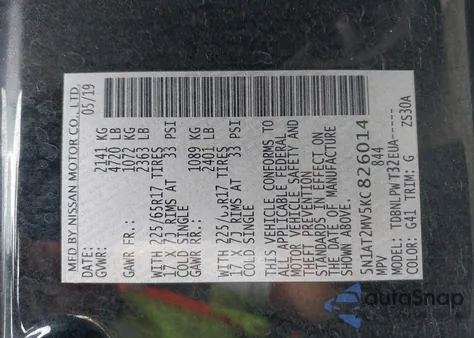 MFD BY NISSAN MOTOR CO., LTD.
DATE: 05/19
GVWR: 2141 KG
4720 LB
GAWR FR.: 1072 KG
2363 LB
WITH 225/65R17 TIRES
17 X 7J RIMS AT 33 PSI
COLD SINGLE
GAWR RR.: 1089 KG
2401 LB
WITH 225/65R17 TIRES
17 X 7J RIMS AT 33 PSI
COLD SINGLE
THIS VEHICLE CONFORMS TO
ALL APPLICABLE FEDERAL
MOTOR VEHICLE SAFETY AND
THEFT PREVENTION
STANDARDS IN EFFECT ON
THE DATE OF MANUFACTURE
SHOWN ABOVE.
5N1AT2MV5KC826014
MPV 844
MODEL: TDBNLPWT32EUA-----
COLOR: G41 TRIM: G ZS30A
autoSnap